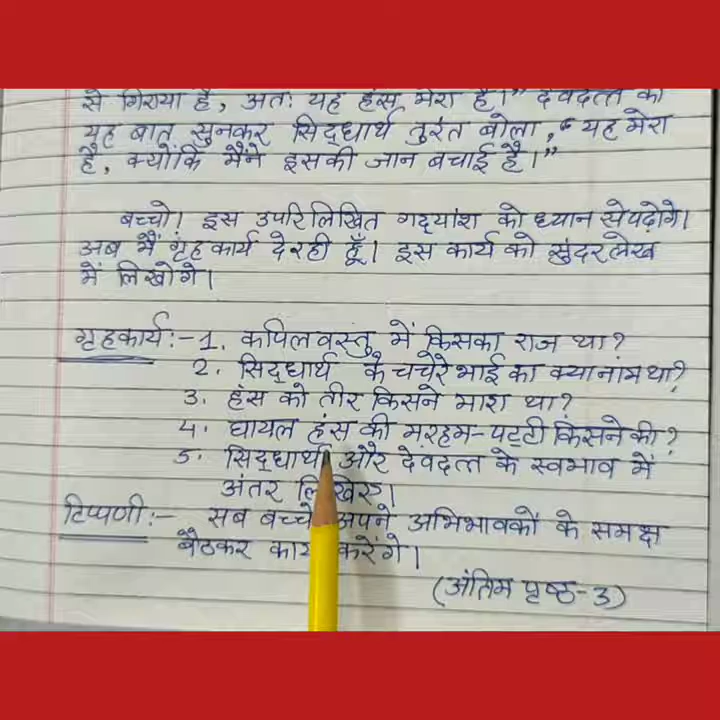 से गिराया है, अतः यह हंस मेरा है।” देवदत्त की
यह बात सुनकर सिद्धार्थ तुरंत बोला, “यह मेरा
है, क्योंकि मैंने इसकी जान बचाई है।”
बच्चो। इस उपरिलिखित गद्यांश को ध्यान से पढ़ोगे।
अब मैं गृहकार्य दे रही हूँ। इस कार्य को सुंदरलेख
में लिखोगे।
गृहकार्य:- 1. कपिलवस्तु में किसका राज था?
2. सिद्धार्थ के चचेरे भाई का क्या नाम था?
3. हंस को तीर किसने मारा था?
4. घायल हंस की मरहम-पट्टी किसने की?
5. सिद्धार्थ और देवदत्त के स्वभाव में
अंतर लिखिए।
टिप्पणी:- सब बच्चे अपने अभिभावकों के समक्ष
बैठकर कार्य करेंगे।
(अंतिम पृष्ठ-3)